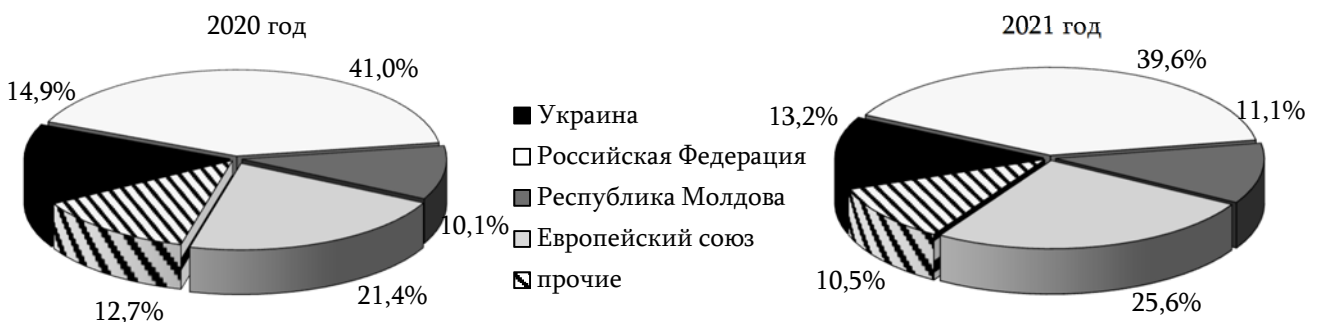 2020 год
41,0%
14,9%
10,1%
21,4%
12,7%
Украина
Российская Федерация
Республика Молдова
Европейский союз
прочие
2021 год
39,6%
11,1%
13,2%
10,5%
25,6%